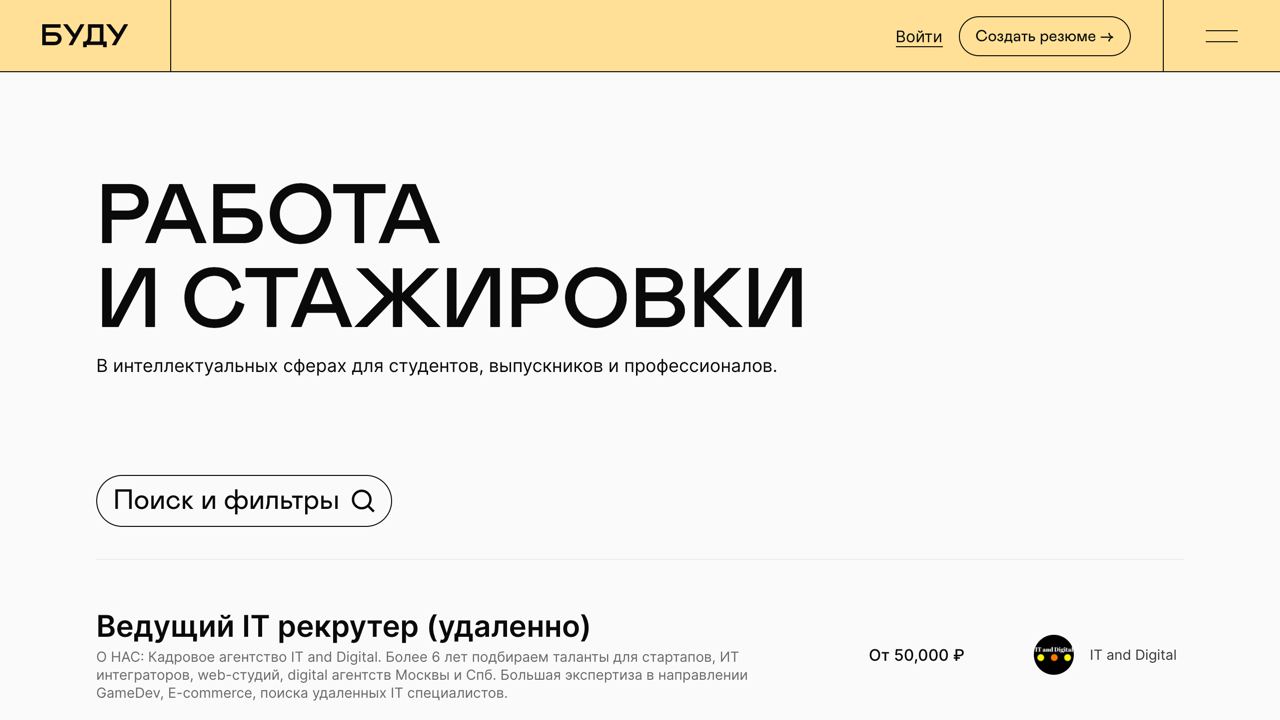 БУДУ
Войти
Создать резюме →
РАБОТА
И СТАЖИРОВКИ
В интеллектуальных сферах для студентов, выпускников и профессионалов.
Поиск и фильтры
Ведущий IT рекрутер (удаленно)
О НАС: Кадровое агентство IT and Digital. Более 6 лет подбираем таланты для стартапов, ИТ
интеграторов, web-студий, digital агентств Москвы и Спб. Большая экспертиза в направлении
GameDev, E-commerce, поиска удаленных IT специалистов.
От 50,000 ₽
IT and Digital
IT and Digital